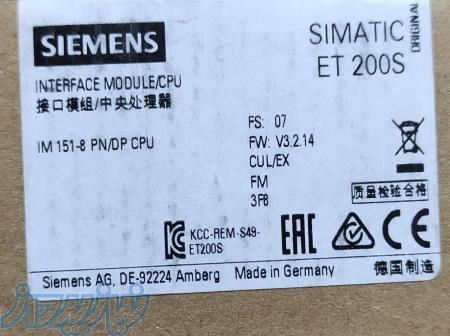 SIEMENS
SIMATIC
ET 200S
ORIGINAL
INTERFACE MODULE/CPU
接口模组/中央处理器
IM 151-8 PN/DP CPU
FS: 07
FW: V3.2.14
CUL/EX
FM
3F8
质量检验合格
KCC-REM-S49-
ET200S
EAC
CE
Siemens AG, DE-92224 Amberg
Made in Germany
德国制造